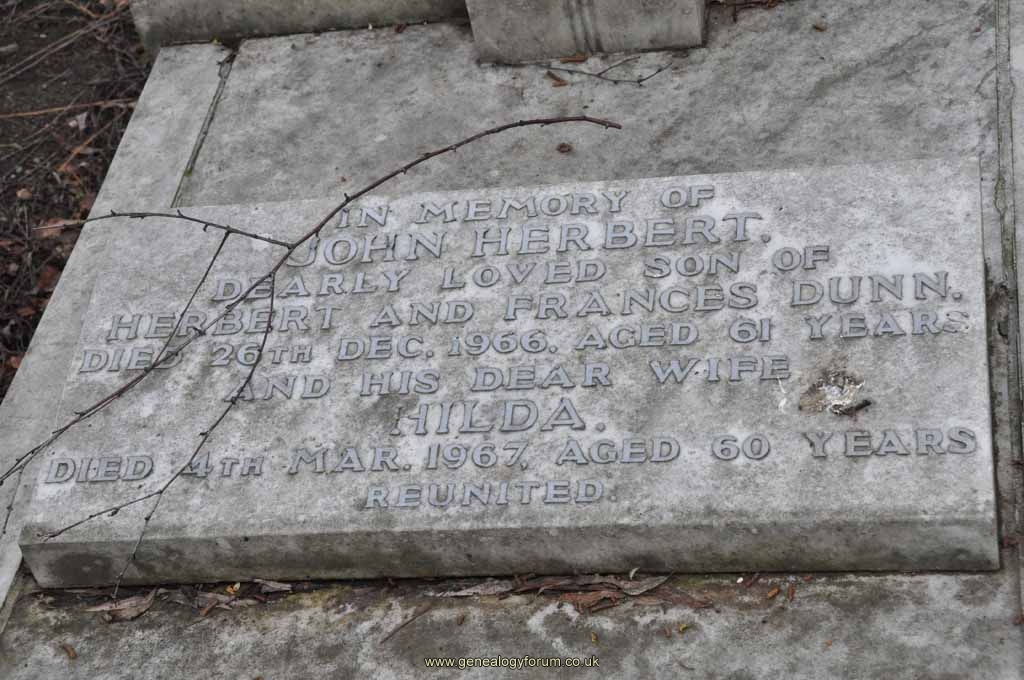 IN MEMORY OF
JOHN HERBERT.
DEARLY LOVED SON OF
HERBERT AND FRANCES DUNN.
DIED 26TH DEC. 1966. AGED 61 YEARS
AND HIS DEAR WIFE
HILDA.
DIED 4TH MAR. 1967. AGED 60 YEARS
REUNITED.
www.genealogyforum.co.uk